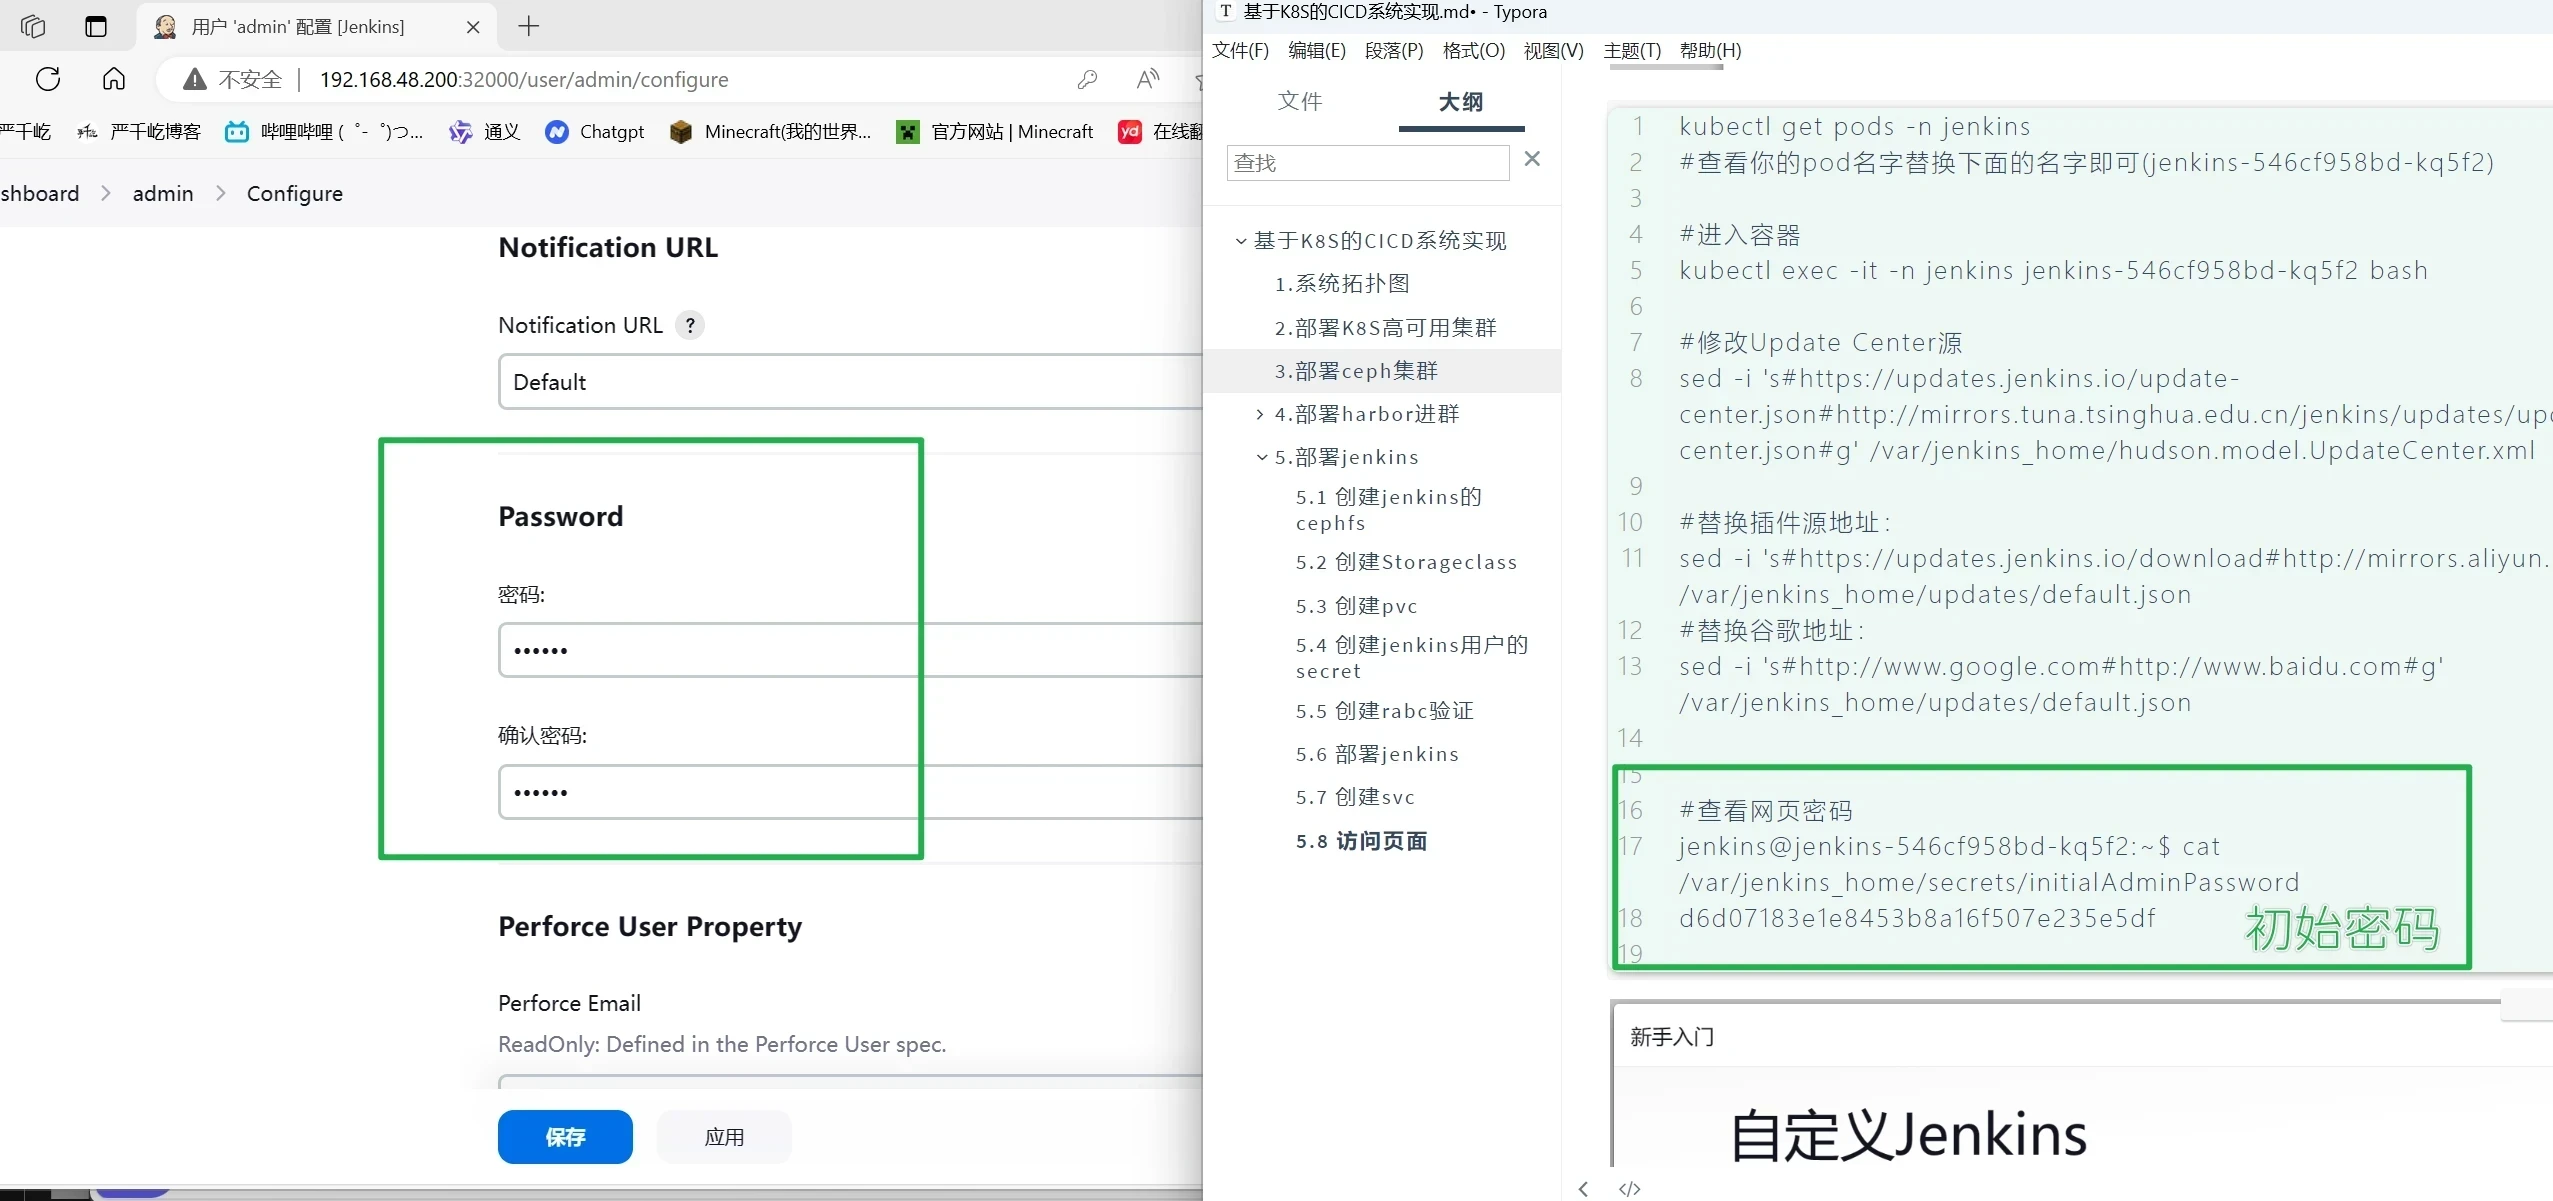 用户 'admin' 配置 [Jenkins]
不安全
192.168.48.200:32000/user/admin/configure
严千屹
严千屹博客
哔哩哔哩 ( ゜- ゜)つ...
通义
Chatgpt
Minecraft(我的世界...
官方网站 | Minecraft
yd
shboard
admin
Configure
Notification URL
Notification URL ?
Default
Password
密码:
••••••
确认密码:
••••••
Perforce User Property
Perforce Email
ReadOnly: Defined in the Perforce User spec.
保存
应用
T 基于K8S的CICD系统实现.md• - Typora
文件(F) 编辑(E) 段落(P) 格式(O) 视图(V) 主题(T) 帮助(H)
文件
大纲
查找
基于K8S的CICD系统实现
1.系统拓扑图
2.部署K8S高可用集群
3.部署ceph集群
4.部署harbor进群
5.部署jenkins
5.1 创建jenkins的
cephfs
5.2 创建Storageclass
5.3 创建pvc
5.4 创建jenkins用户的
secret
5.5 创建rabc验证
5.6 部署jenkins
5.7 创建svc
5.8 访问页面
1 kubectl get pods -n jenkins
2 #查看你的pod名字替换下面的名字即可(jenkins-546cf958bd-kq5f2)
3
4 #进入容器
5 kubectl exec -it -n jenkins jenkins-546cf958bd-kq5f2 bash
6
7 #修改Update Center源
8 sed -i 's#https://updates.jenkins.io/update-
center.json#http://mirrors.tuna.tsinghua.edu.cn/jenkins/updates/upd
center.json#g' /var/jenkins_home/hudson.model.UpdateCenter.xml
9
10 #替换插件源地址：
11 sed -i 's#https://updates.jenkins.io/download#http://mirrors.aliyun.
/var/jenkins_home/updates/default.json
12 #替换谷歌地址：
13 sed -i 's#http://www.google.com#http://www.baidu.com#g'
/var/jenkins_home/updates/default.json
14
15
16 #查看网页密码
17 jenkins@jenkins-546cf958bd-kq5f2:~$ cat
/var/jenkins_home/secrets/initialAdminPassword
18 d6d07183e1e8453b8a16f507e235e5df
初始密码
19
新手入门
自定义Jenkins